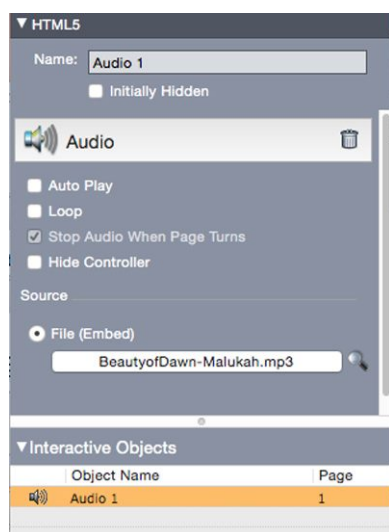 HTML5
Name: Audio 1
Initially Hidden
Audio
Auto Play
Loop
Stop Audio When Page Turns
Hide Controller
Source
File (Embed)
BeautyofDawn-Malukah.mp3
Interactive Objects
Object Name Page
Audio 1 1